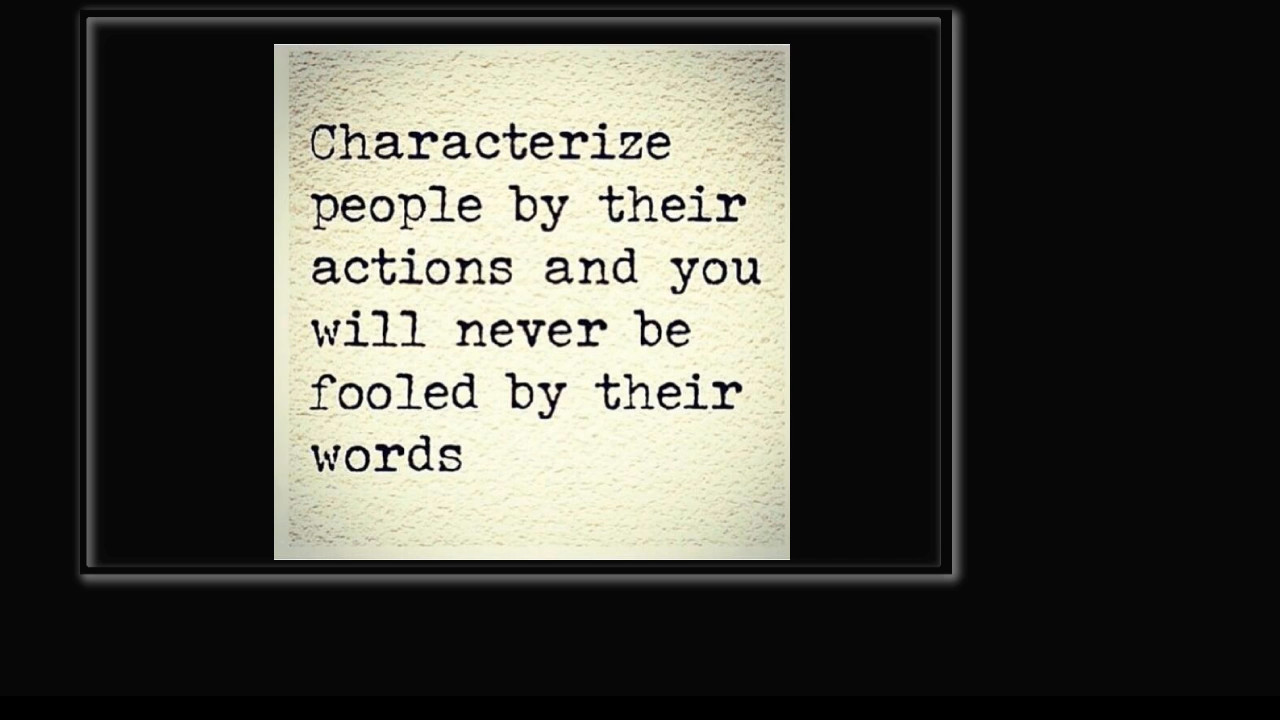 Characterize
people by their
actions and you
will never be
fooled by their
words